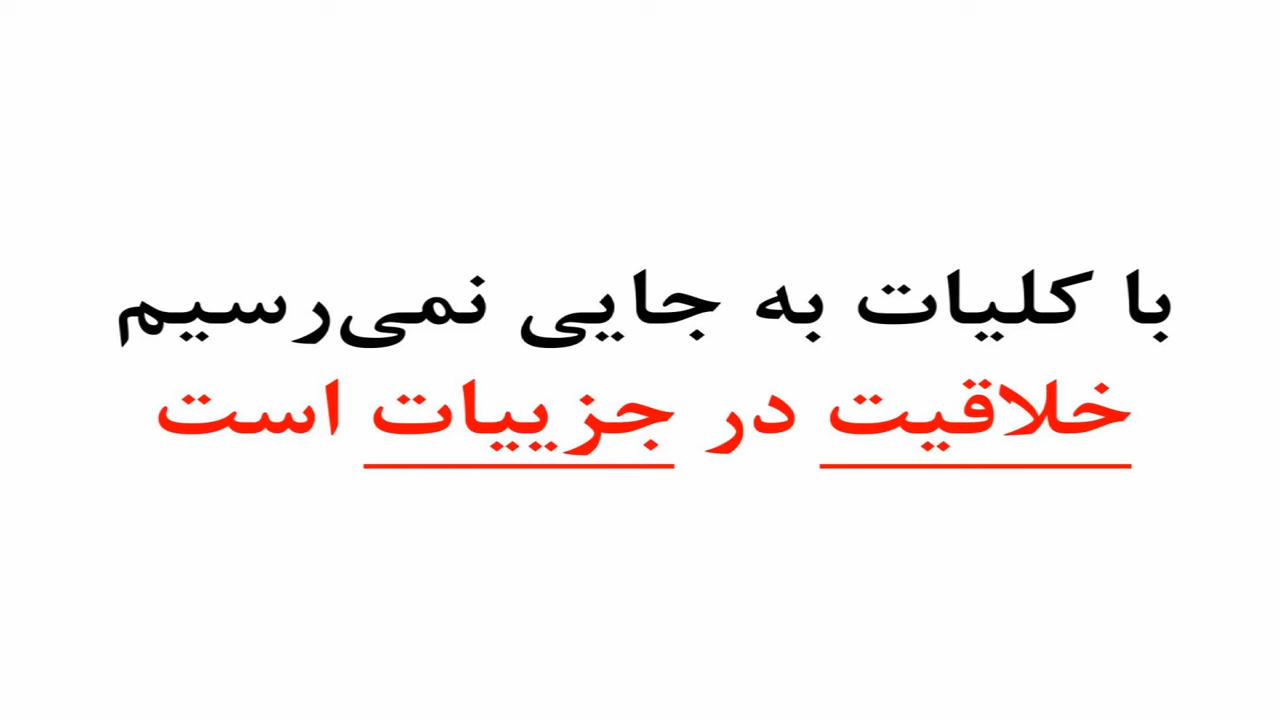 با کلیات به جایی نمی‌رسیم
خلاقیت در جزییات است